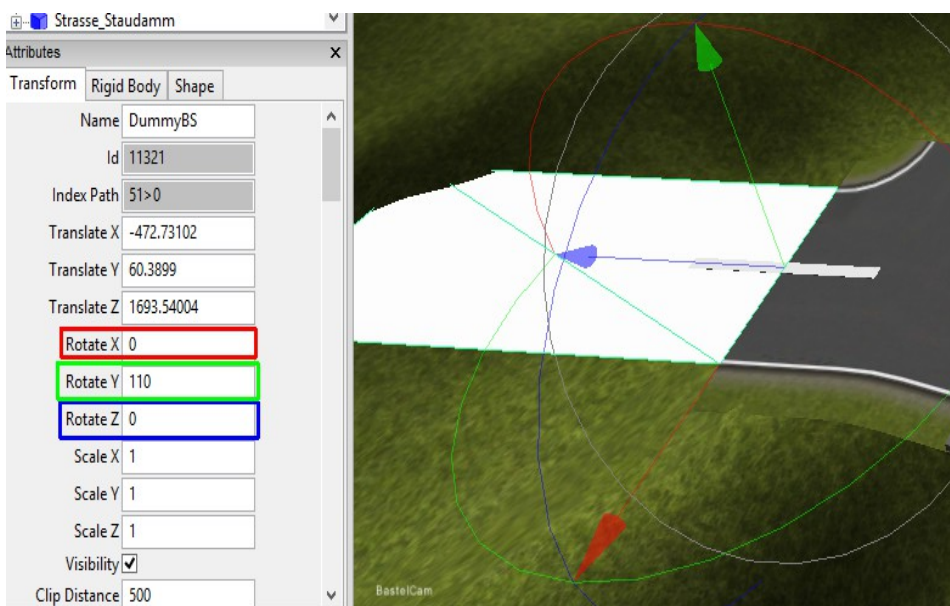 Strasse_Staudamm
Attributes
Transform Rigid Body Shape
Name DummyBS
Id 11321
Index Path 51>0
Translate X -472.73102
Translate Y 60.3899
Translate Z 1693.54004
Rotate X 0
Rotate Y 110
Rotate Z 0
Scale X 1
Scale Y 1
Scale Z 1
Visibility
Clip Distance 500
BastelCam